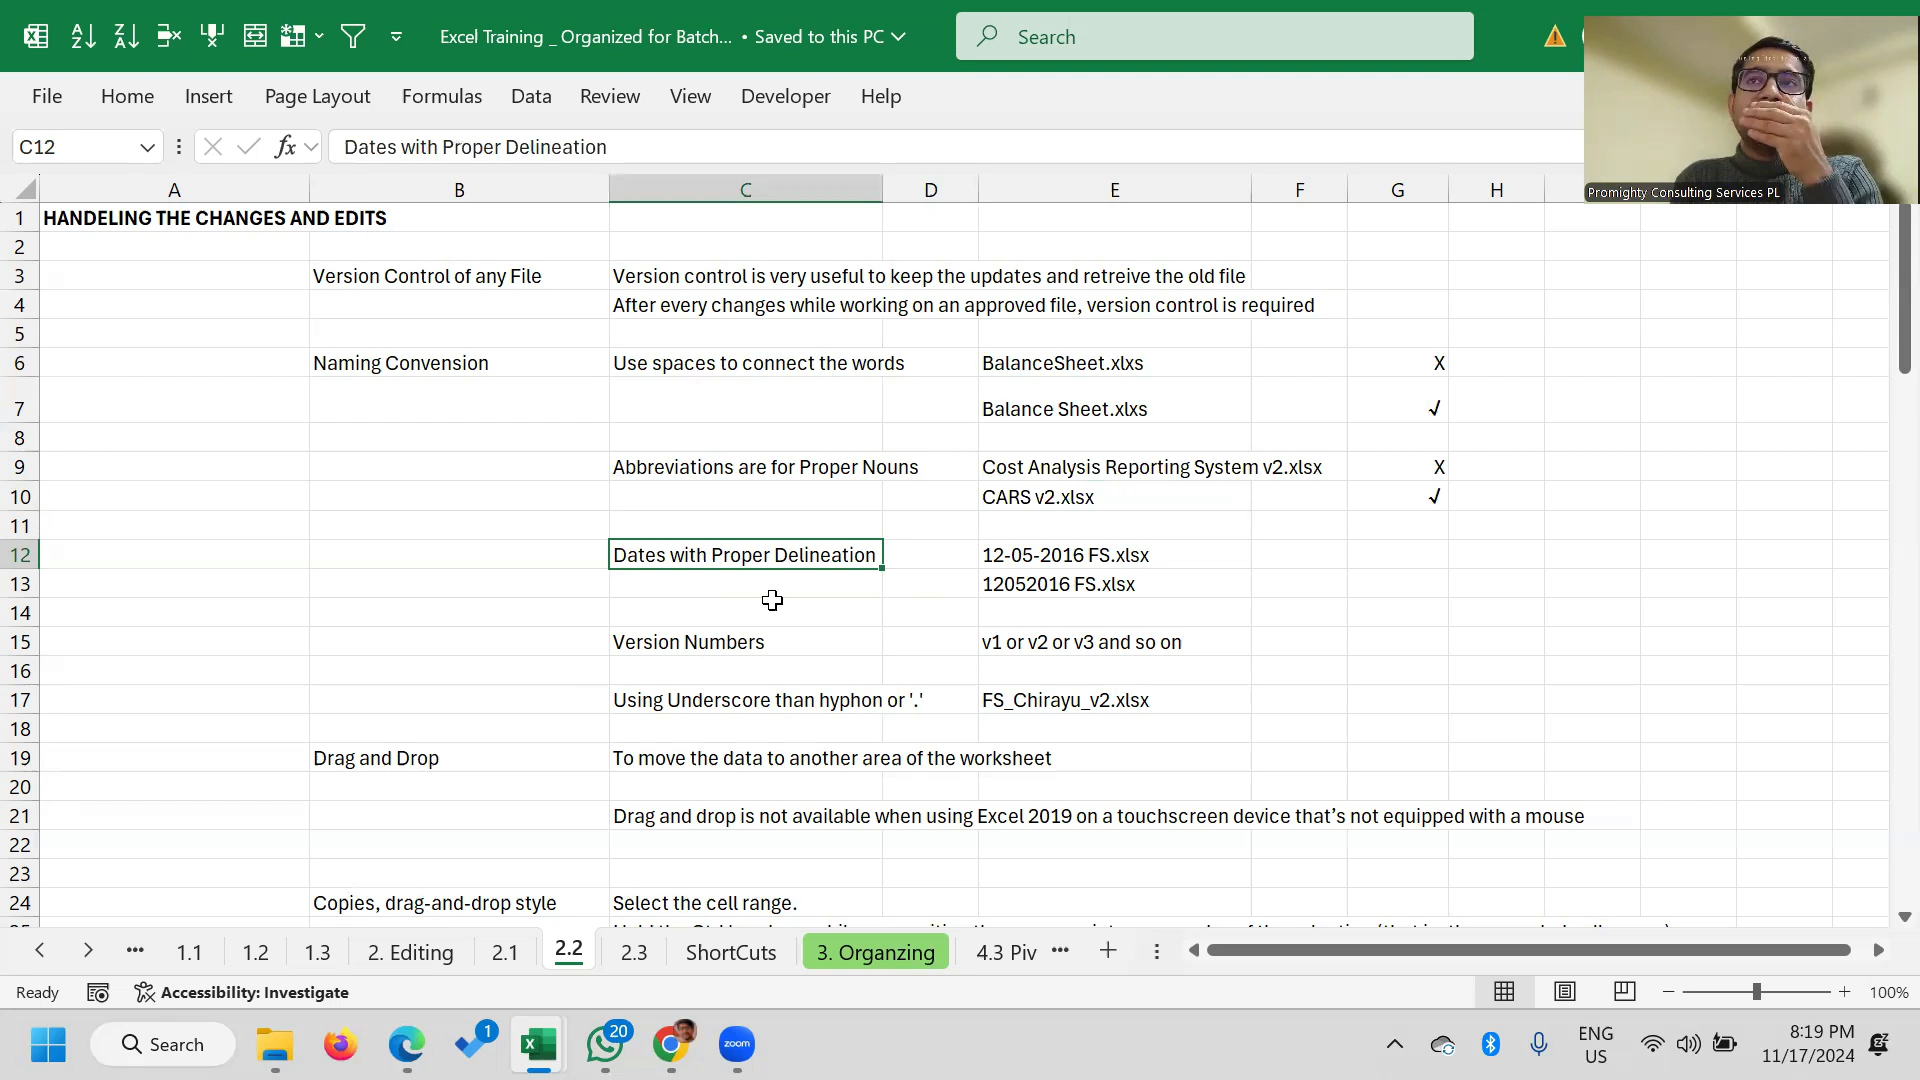 Excel Training _ Organized for Batch... • Saved to this PC
Search
File Home Insert Page Layout Formulas Data Review View Developer Help
C12 fx Dates with Proper Delineation
Promighty Consulting Services PL
A B C D E F G H
1 HANDELING THE CHANGES AND EDITS
2
3 Version Control of any File Version control is very useful to keep the updates and retreive the old file
4 After every changes while working on an approved file, version control is required
5
6 Naming Convension Use spaces to connect the words BalanceSheet.xlxs X
7 Balance Sheet.xlxs √
8
9 Abbreviations are for Proper Nouns Cost Analysis Reporting System v2.xlsx X
10 CARS v2.xlsx √
11
12 Dates with Proper Delineation 12-05-2016 FS.xlsx
13 12052016 FS.xlsx
14
15 Version Numbers v1 or v2 or v3 and so on
16
17 Using Underscore than hyphon or '.' FS_Chirayu_v2.xlsx
18
19 Drag and Drop To move the data to another area of the worksheet
20
21 Drag and drop is not available when using Excel 2019 on a touchscreen device that’s not equipped with a mouse
22
23
24 Copies, drag-and-drop style Select the cell range.
••• 1.1 1.2 1.3 2. Editing 2.1 2.2 2.3 ShortCuts 3. Organzing 4.3 Piv •••
Ready Accessibility: Investigate 100%
Search 1 20 zoom ENG US 8:19 PM 11/17/2024